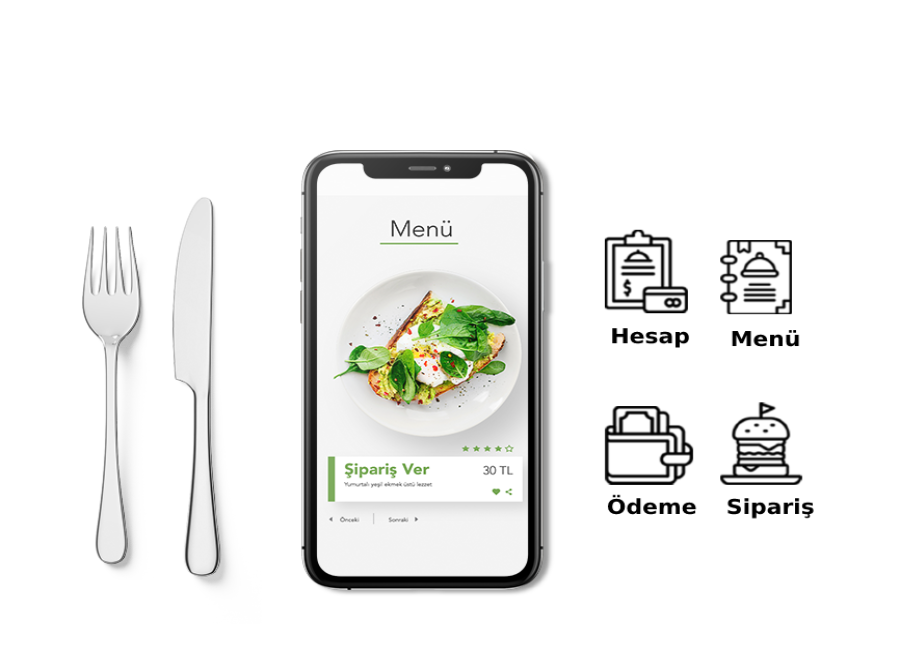 Menü
Şipariş Ver
30 TL
Yumurtalı yeşil ekmek üstü lezzet
Önceki
Sonraki
$
Hesap
Menü
Ödeme
Sipariş